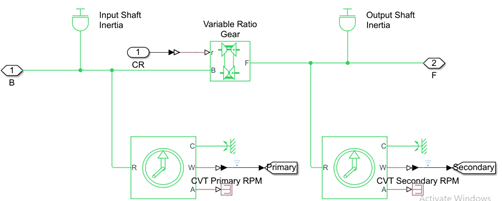 Input Shaft
Inertia
Variable Ratio
Gear
Output Shaft
Inertia
1
CR
r
B
F
1
B
2
F
R
C
W
A
Primary
CVT Primary RPM
R
C
W
A
Secondary
CVT Secondary RPM
Activate Windows